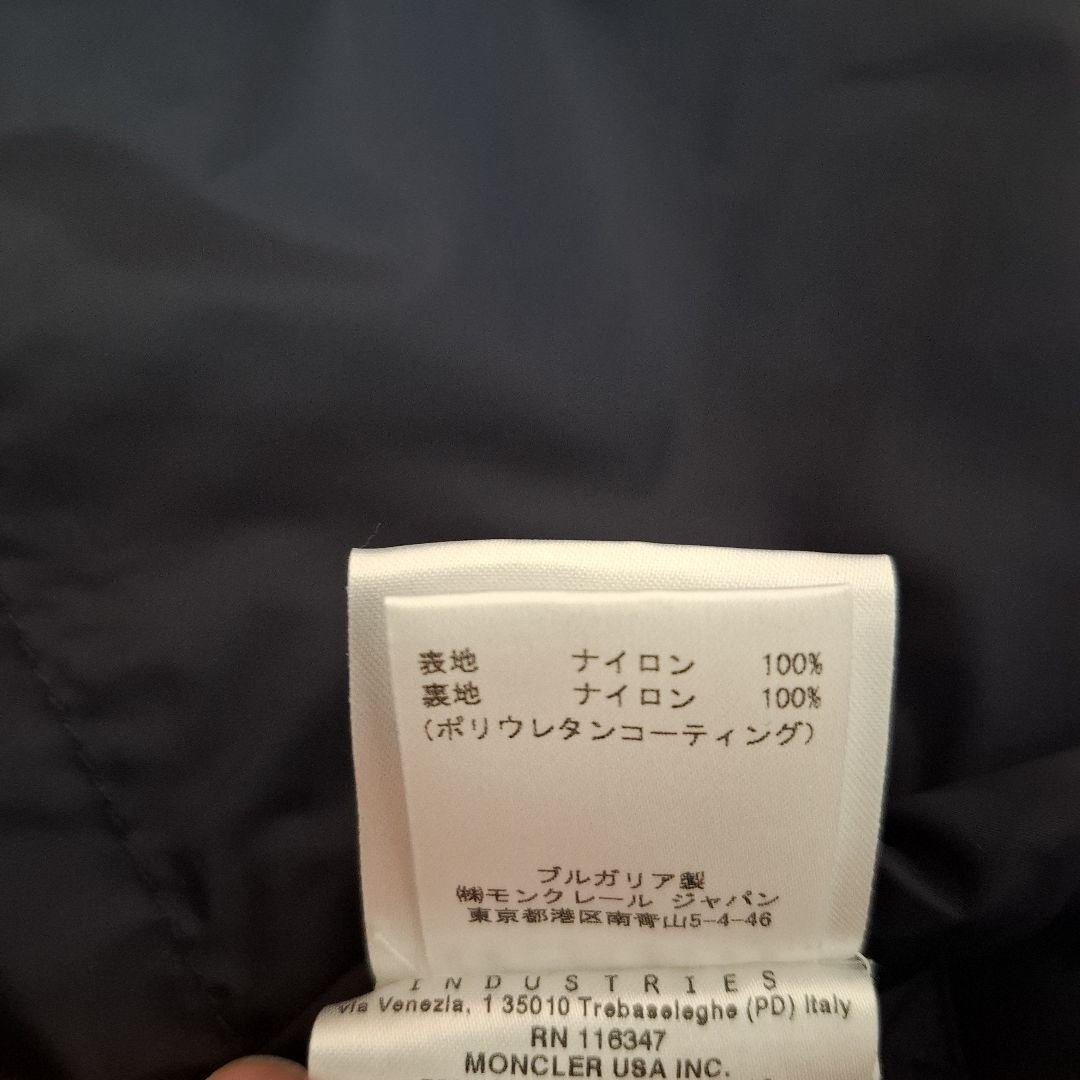 表地 ナイロン 100%
裏地 ナイロン 100%
(ポリウレタンコーティング)
ブルガリア製
㈱モンクレール ジャパン
東京都港区南青山5-4-46
INDUSTRIES
via Venezia, 1 35010 Trebaseleghe (PD) Italy
RN 116347
MONCLER USA INC.